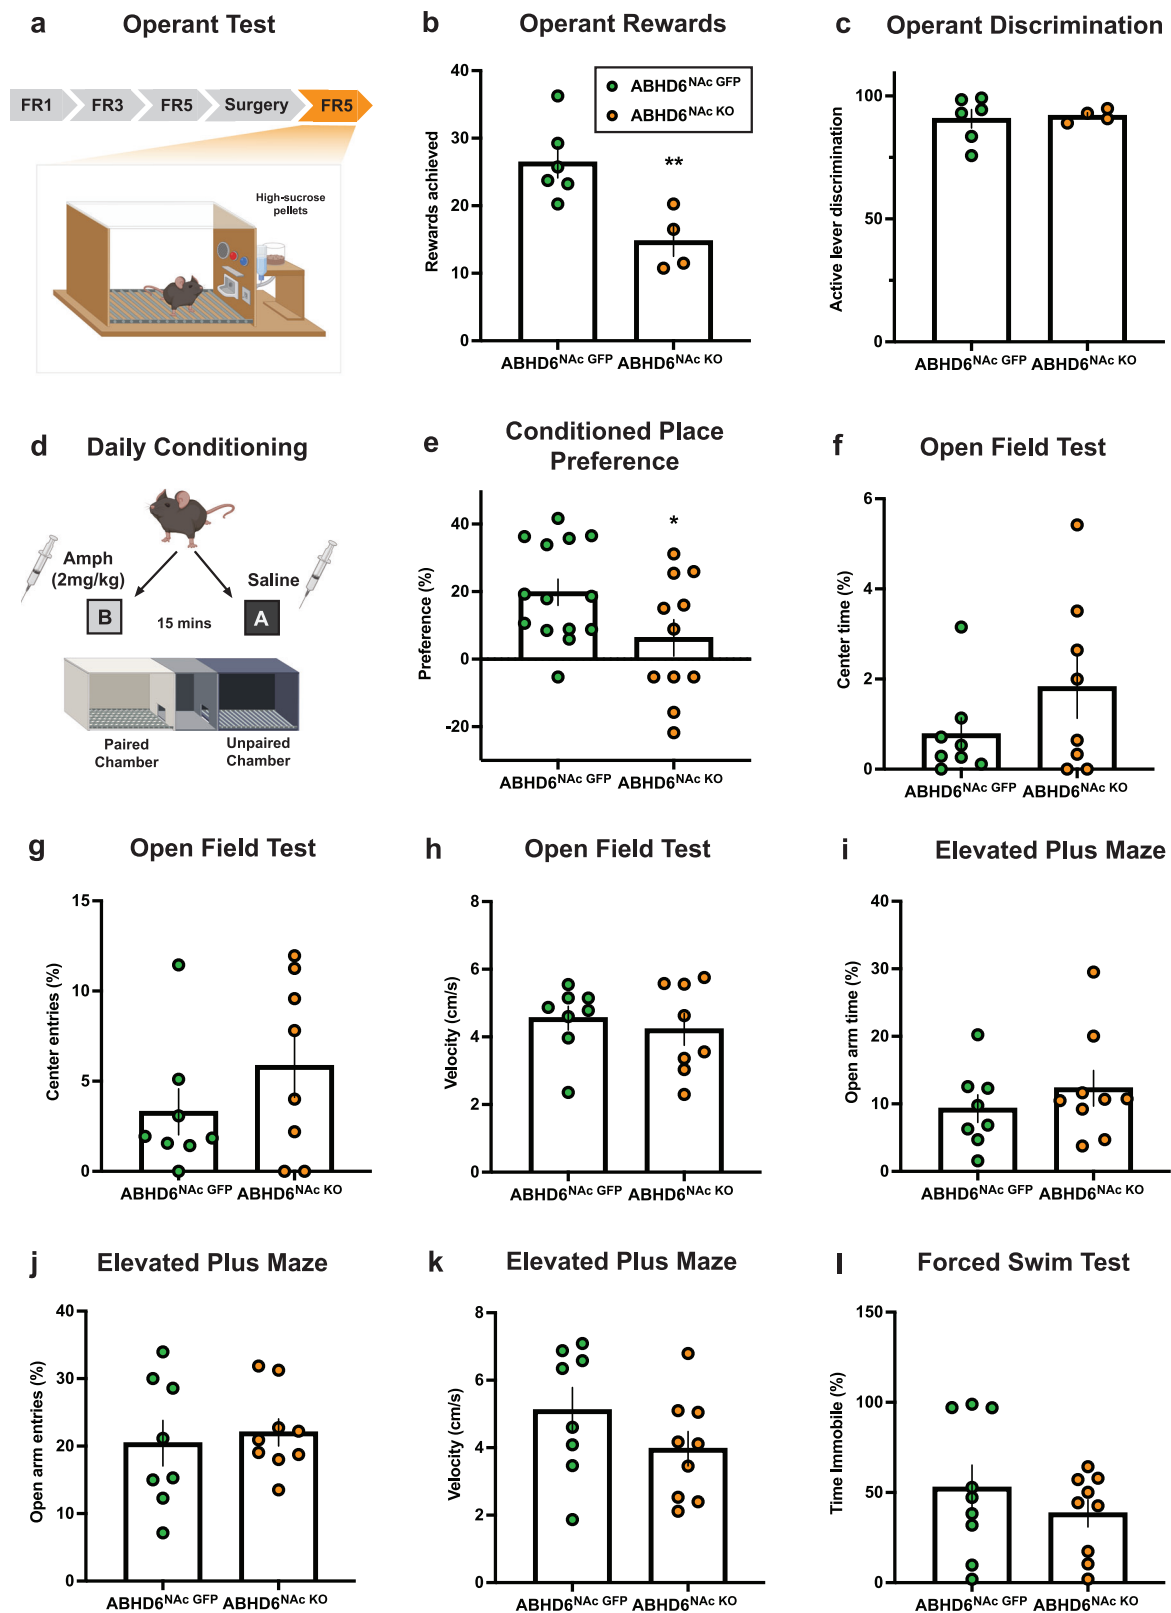 a Operant Test
FR1 FR3 FR5 Surgery FR5
High-sucrose
pellets
b Operant Rewards
Rewards achieved
40
30
20
10
0
ABHD6NAc GFP
ABHD6NAc KO
**
ABHD6NAc GFP ABHD6NAc KO
c Operant Discrimination
Active lever discrimination
100
50
0
ABHD6NAc GFP ABHD6NAc KO
d Daily Conditioning
Amph
(2mg/kg)
Saline
B 15 mins A
Paired
Chamber
Unpaired
Chamber
e Conditioned Place
Preference
Preference (%)
40
20
0
-20
*
ABHD6NAc GFP ABHD6NAc KO
f Open Field Test
Center time (%)
6
4
2
0
ABHD6NAc GFP ABHD6NAc KO
g Open Field Test
Center entries (%)
15
10
5
0
ABHD6NAc GFP ABHD6NAc KO
h Open Field Test
Velocity (cm/s)
8
6
4
2
0
ABHD6NAc GFP ABHD6NAc KO
i Elevated Plus Maze
Open arm time (%)
40
30
20
10
0
ABHD6NAc GFP ABHD6NAc KO
j Elevated Plus Maze
Open arm entries (%)
40
30
20
10
0
ABHD6NAc GFP ABHD6NAc KO
k Elevated Plus Maze
Velocity (cm/s)
8
6
4
2
0
ABHD6NAc GFP ABHD6NAc KO
l Forced Swim Test
Time Immobile (%)
150
100
50
0
ABHD6NAc GFP ABHD6NAc KO